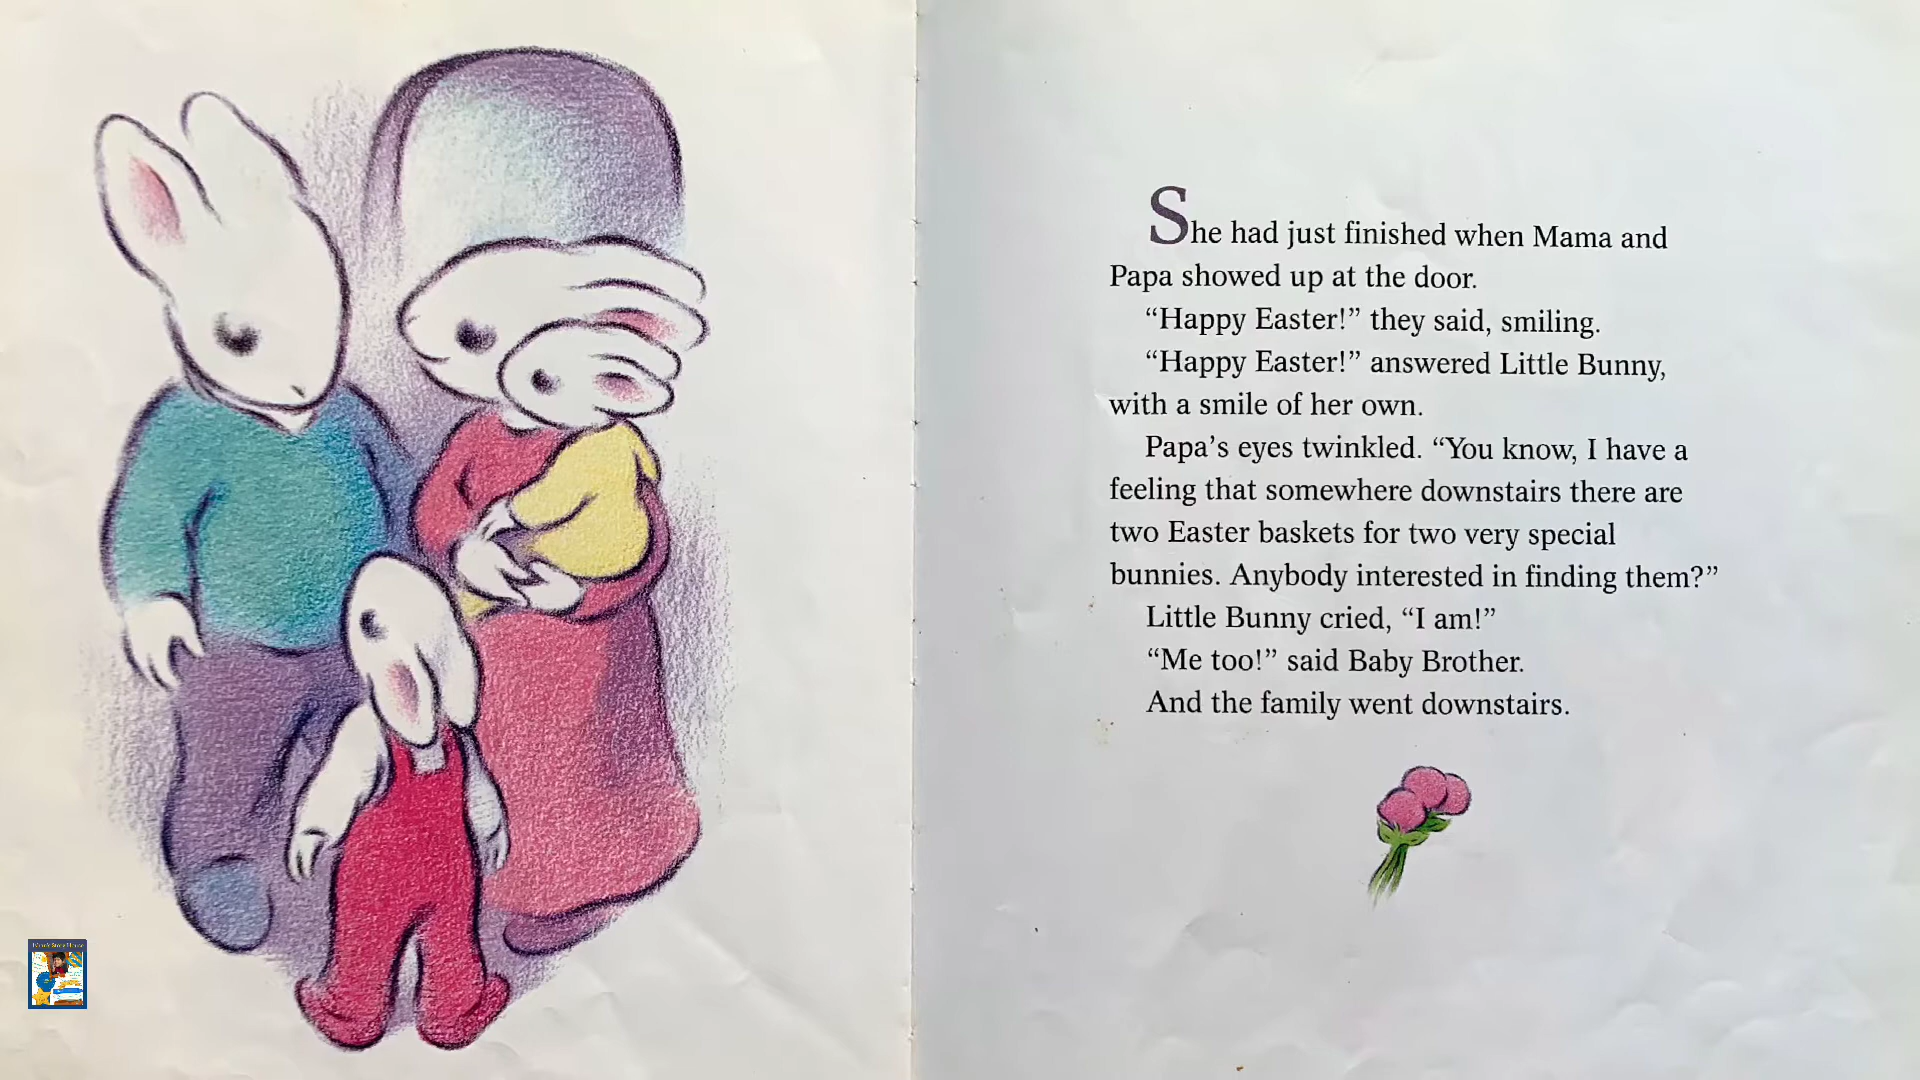 She had just finished when Mama and
Papa showed up at the door.
“Happy Easter!” they said, smiling.
“Happy Easter!” answered Little Bunny,
with a smile of her own.
Papa’s eyes twinkled. “You know, I have a
feeling that somewhere downstairs there are
two Easter baskets for two very special
bunnies. Anybody interested in finding them?”
Little Bunny cried, “I am!”
“Me too!” said Baby Brother.
And the family went downstairs.